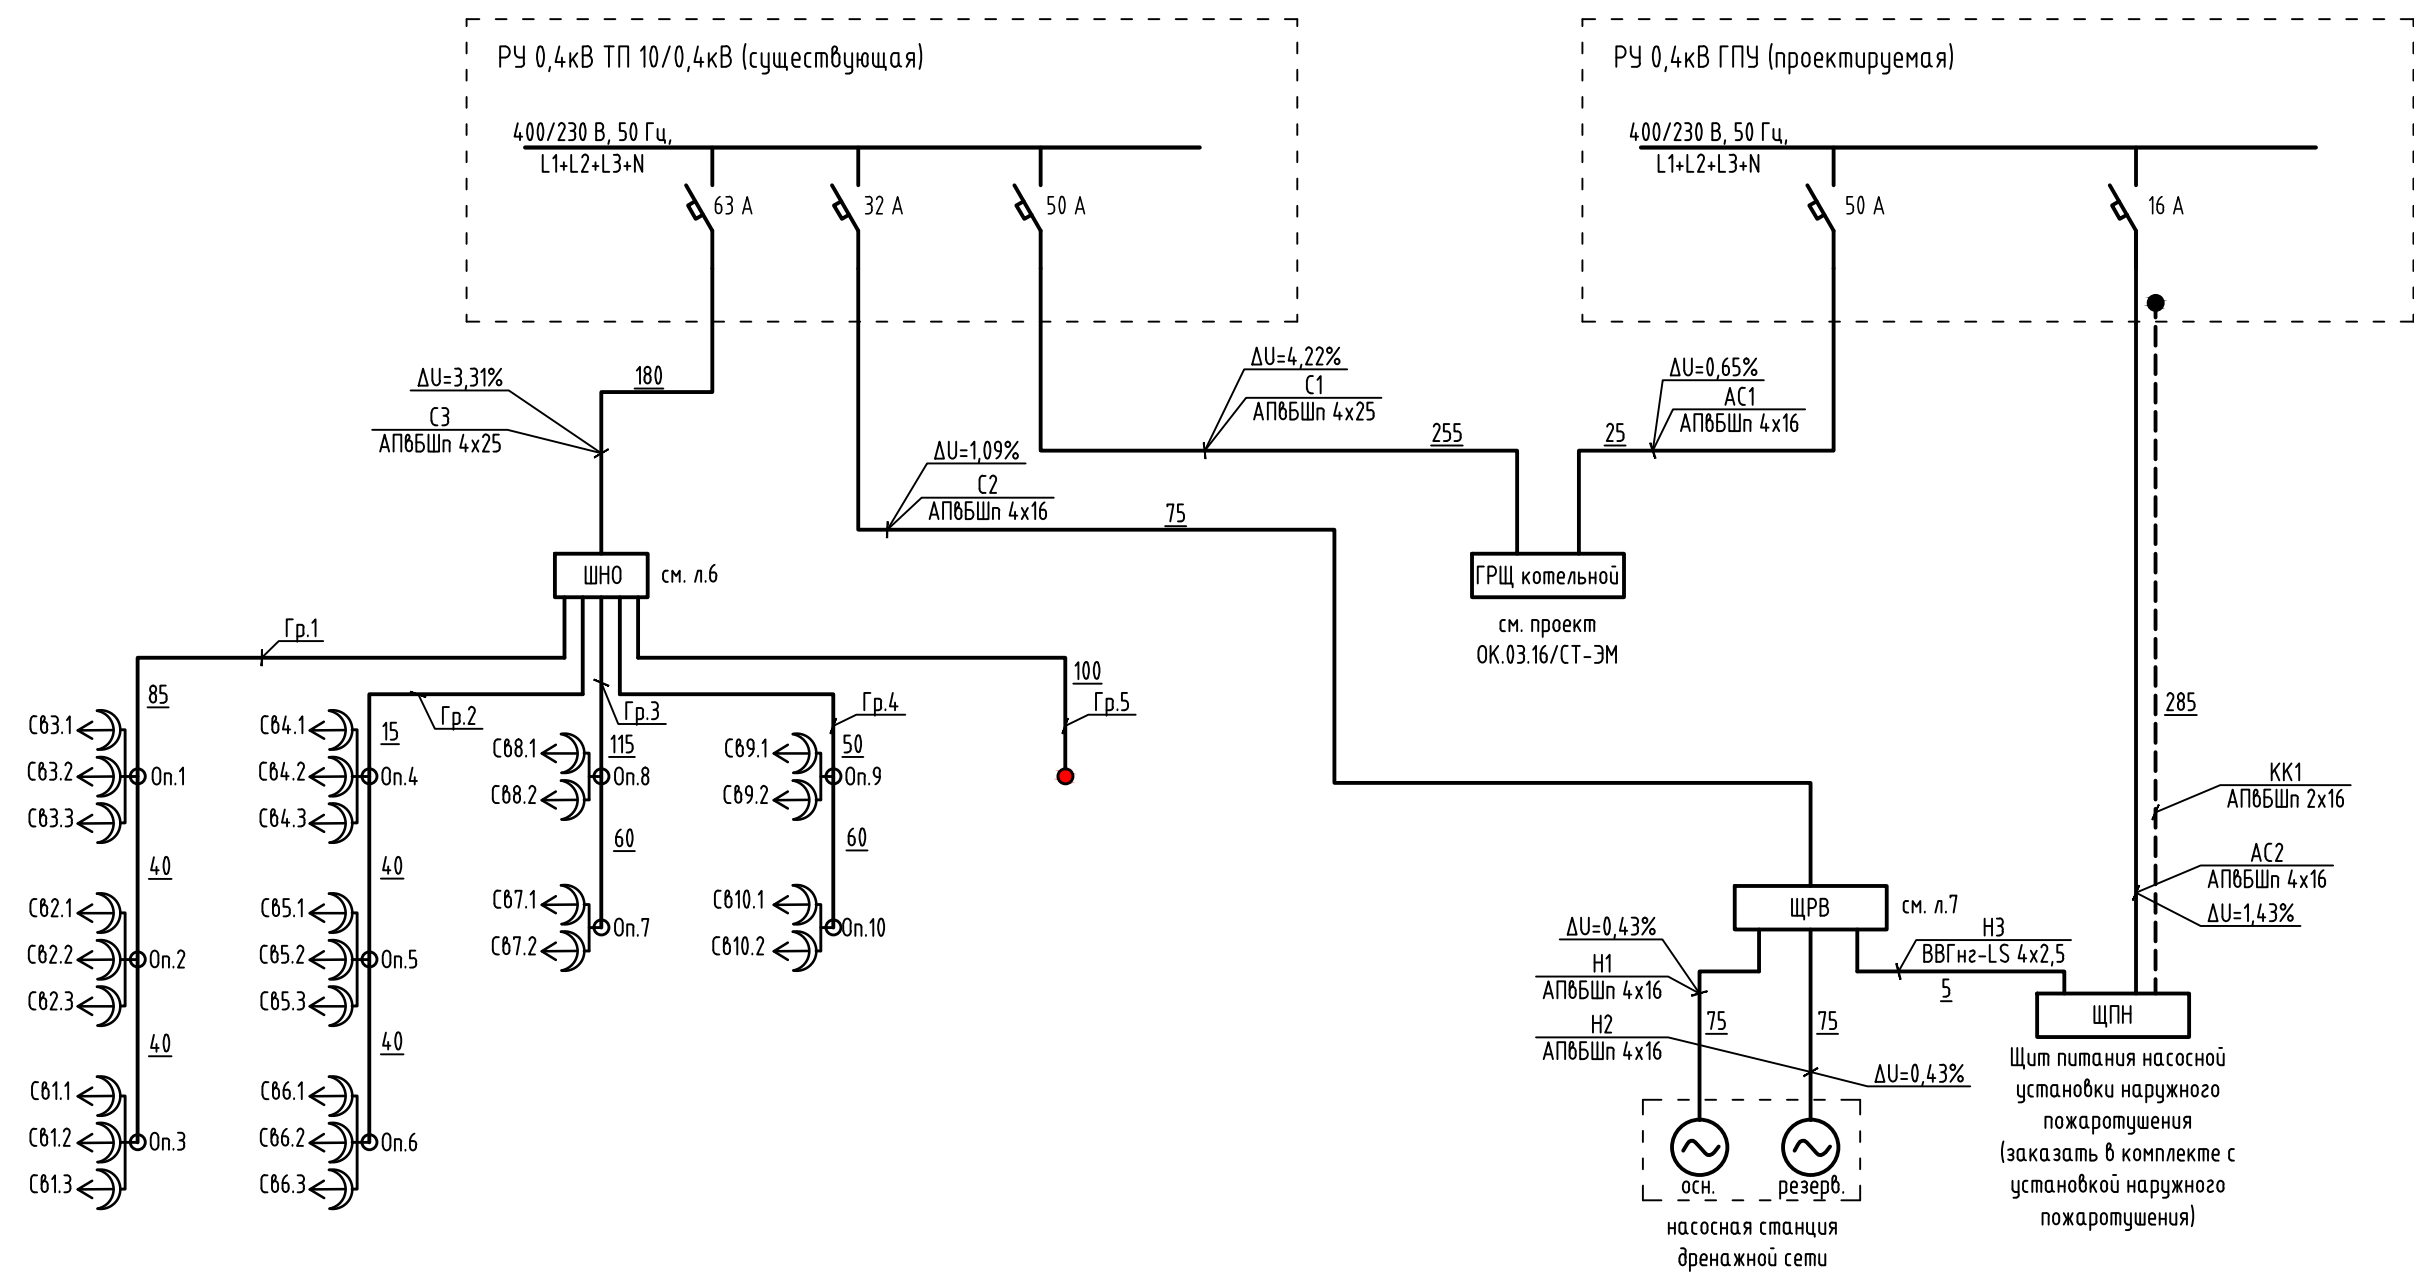 РУ 0,4кВ ТП 10/0,4кВ (существующая)
400/230 В, 50 Гц,
L1+L2+L3+N
63 А
32 А
50 А
РУ 0,4кВ ГПУ (проектируемая)
400/230 В, 50 Гц,
L1+L2+L3+N
50 А
16 А
ΔU=3,31%
180
С3
АПвБШп 4х25
ΔU=4,22%
С1
АПвБШп 4х25
255
ΔU=0,65%
АС1
АПвБШп 4х16
25
ΔU=1,09%
С2
АПвБШп 4х16
75
ШНО
см. л.6
ГРЩ котельной
см. проект
ОК.03.16/СТ-ЭМ
Гр.1
85
Гр.2
15
Гр.3
115
Гр.4
50
100
Гр.5
Св3.1
Св3.2
Св3.3
Оп.1
40
Св2.1
Св2.2
Св2.3
Оп.2
40
Св1.1
Св1.2
Св1.3
Оп.3
Св4.1
Св4.2
Св4.3
Оп.4
40
Св5.1
Св5.2
Св5.3
Оп.5
40
Св6.1
Св6.2
Св6.3
Оп.6
Св8.1
Св8.2
Оп.8
60
Св7.1
Св7.2
Оп.7
Св9.1
Св9.2
Оп.9
60
Св10.1
Св10.2
Оп.10
285
КК1
АПвБШп 2х16
АС2
АПвБШп 4х16
ΔU=1,43%
ЩРВ
см. л.7
ΔU=0,43%
Н1
АПвБШп 4х16
75
Н2
АПвБШп 4х16
75
ΔU=0,43%
Н3
ВВГнг-LS 4х2,5
5
ЩПН
Щит питания насосной
установки наружного
пожаротушения
(заказать в комплекте с
установкой наружного
пожаротушения)
осн.
резерв.
насосная станция
дренажной сети